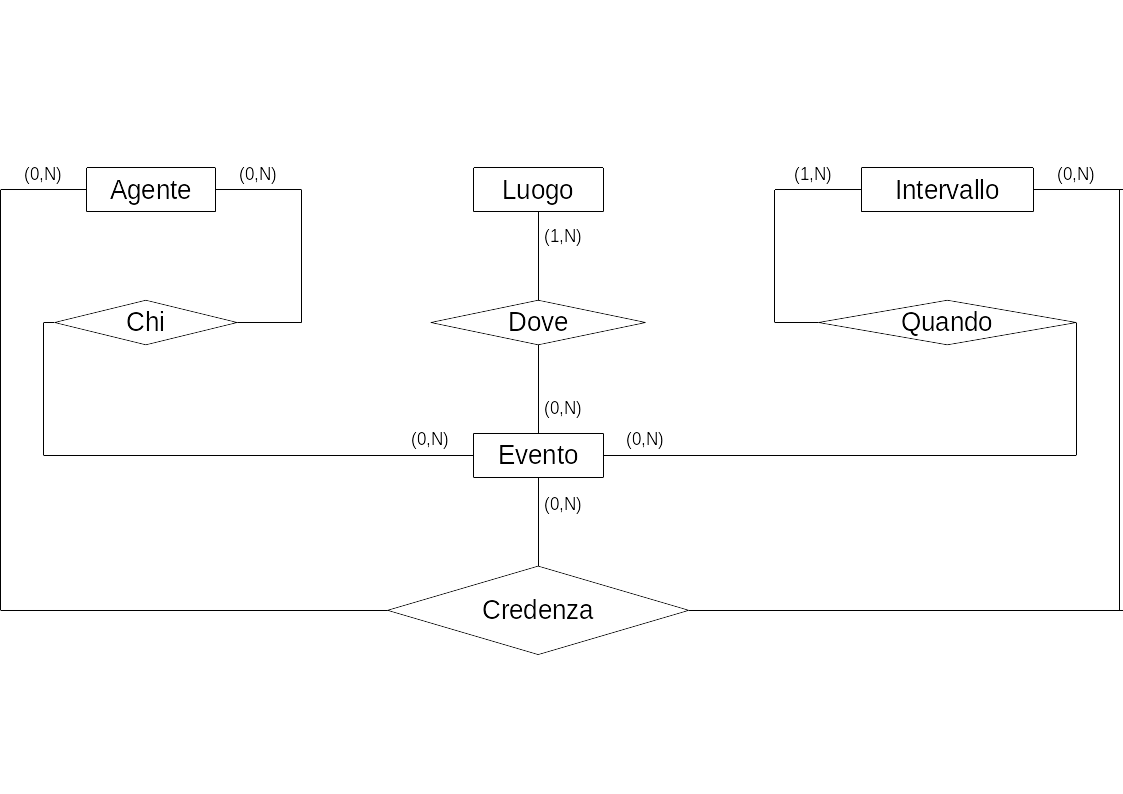 (0,N) Agente (0,N) Luogo (1,N) Intervallo (0,N)
(1,N)
Chi Dove Quando
(0,N)
(0,N) Evento (0,N)
(0,N)
Credenza